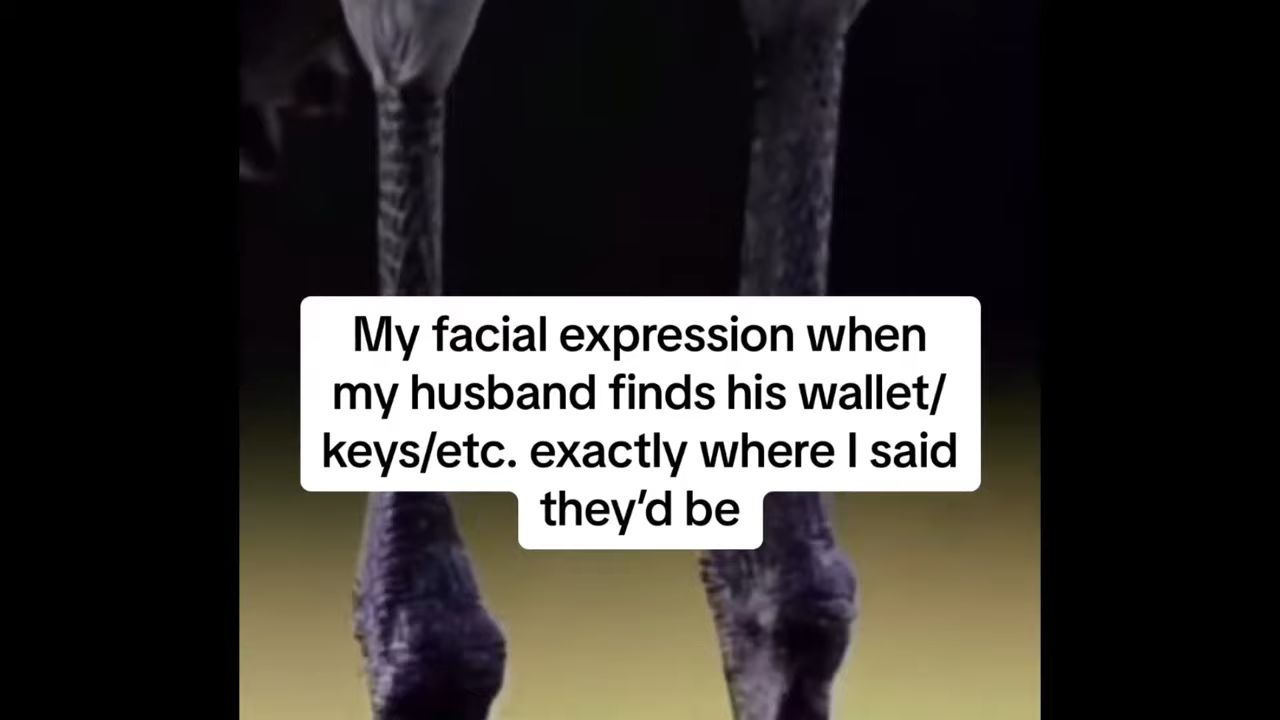 My facial expression when
my husband finds his wallet/
keys/etc. exactly where I said
they’d be